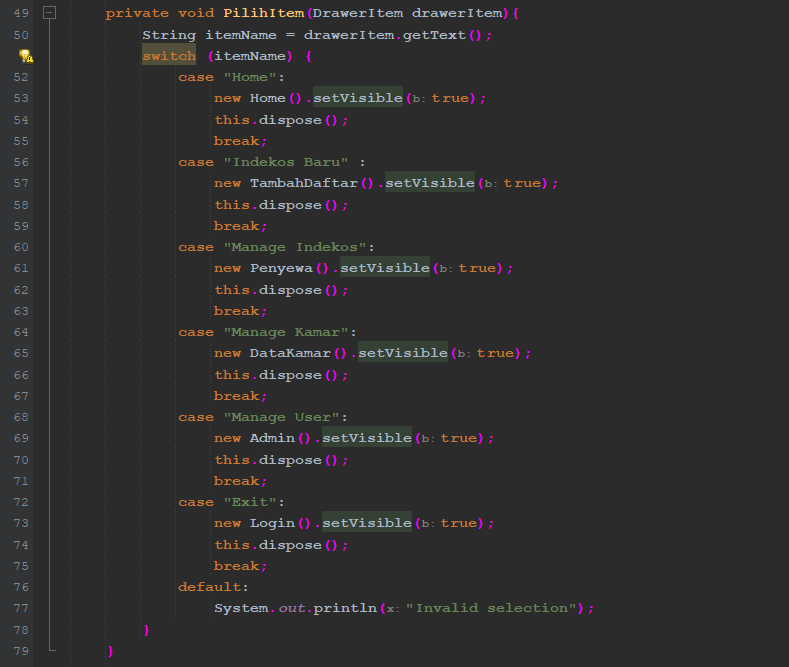 49 private void PilihItem(DrawerItem drawerItem){
50 String itemName = drawerItem.getText();
switch (itemName) {
52 case "Home":
53 new Home().setVisible(b: true);
54 this.dispose();
55 break;
56 case "Indekos Baru" :
57 new TambahDaftar().setVisible(b: true);
58 this.dispose();
59 break;
60 case "Manage Indekos":
61 new Penyewa().setVisible(b: true);
62 this.dispose();
63 break;
64 case "Manage Kamar":
65 new DataKamar().setVisible(b: true);
66 this.dispose();
67 break;
68 case "Manage User":
69 new Admin().setVisible(b: true);
70 this.dispose();
71 break;
72 case "Exit":
73 new Login().setVisible(b: true);
74 this.dispose();
75 break;
76 default:
77 System.out.println(x: "Invalid selection");
78 }
79 }